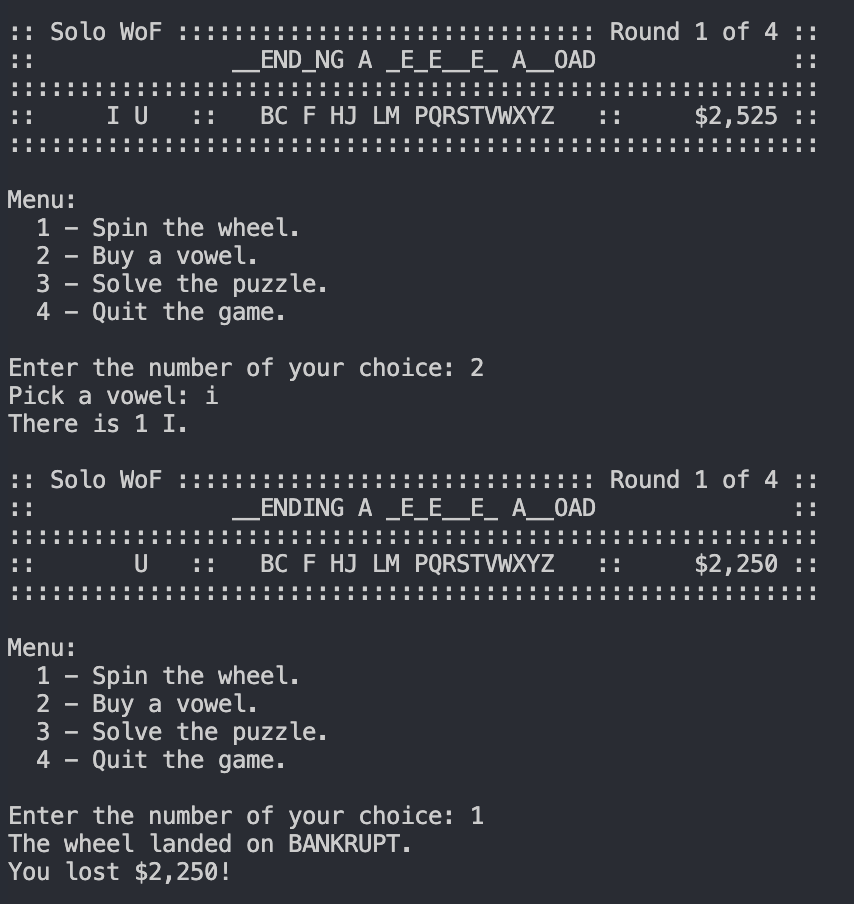 :: Solo WoF :::::::::::::::::::::::::::::: Round 1 of 4 ::
::              __END_NG A _E_E__E_ A__OAD              ::
::::::::::::::::::::::::::::::::::::::::::::::::::::::::::
::     I U   ::   BC F HJ LM PQRSTVWXYZ   ::     $2,525 ::
::::::::::::::::::::::::::::::::::::::::::::::::::::::::::
Menu:
  1 – Spin the wheel.
  2 – Buy a vowel.
  3 – Solve the puzzle.
  4 – Quit the game.
Enter the number of your choice: 2
Pick a vowel: i
There is 1 I.
:: Solo WoF :::::::::::::::::::::::::::::: Round 1 of 4 ::
::              __ENDING A _E_E__E_ A__OAD              ::
::::::::::::::::::::::::::::::::::::::::::::::::::::::::::
::       U   ::   BC F HJ LM PQRSTVWXYZ   ::     $2,250 ::
::::::::::::::::::::::::::::::::::::::::::::::::::::::::::
Menu:
  1 – Spin the wheel.
  2 – Buy a vowel.
  3 – Solve the puzzle.
  4 – Quit the game.
Enter the number of your choice: 1
The wheel landed on BANKRUPT.
You lost $2,250!